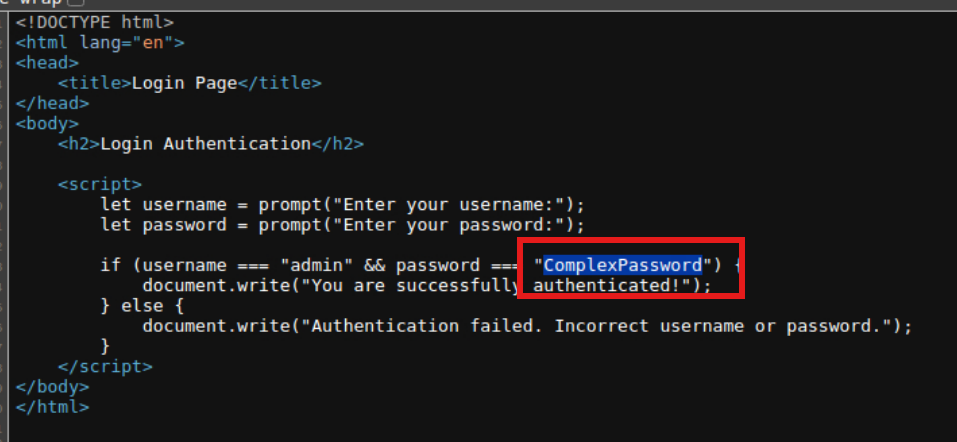 wrap
<!DOCTYPE html>
<html lang="en">
<head>
    <title>Login Page</title>
</head>
<body>
    <h2>Login Authentication</h2>
    <script>
        let username = prompt("Enter your username:");
        let password = prompt("Enter your password:");
        if (username === "admin" && password === "ComplexPassword") {
            document.write("You are successfully authenticated!");
        } else {
            document.write("Authentication failed. Incorrect username or password.");
        }
    </script>
</body>
</html>